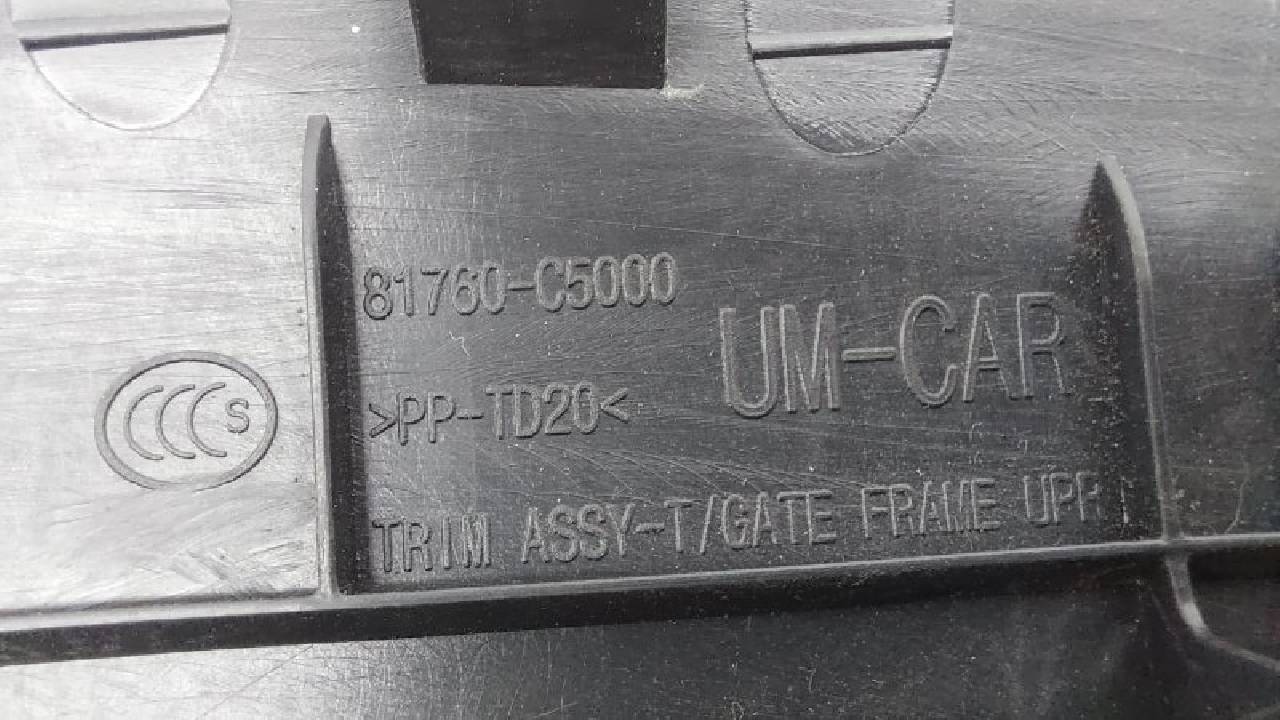 81760-C5000
UM-CAR
>PP-TD20<
CCC S
TRIM ASSY-T/GATE FRAME UPR